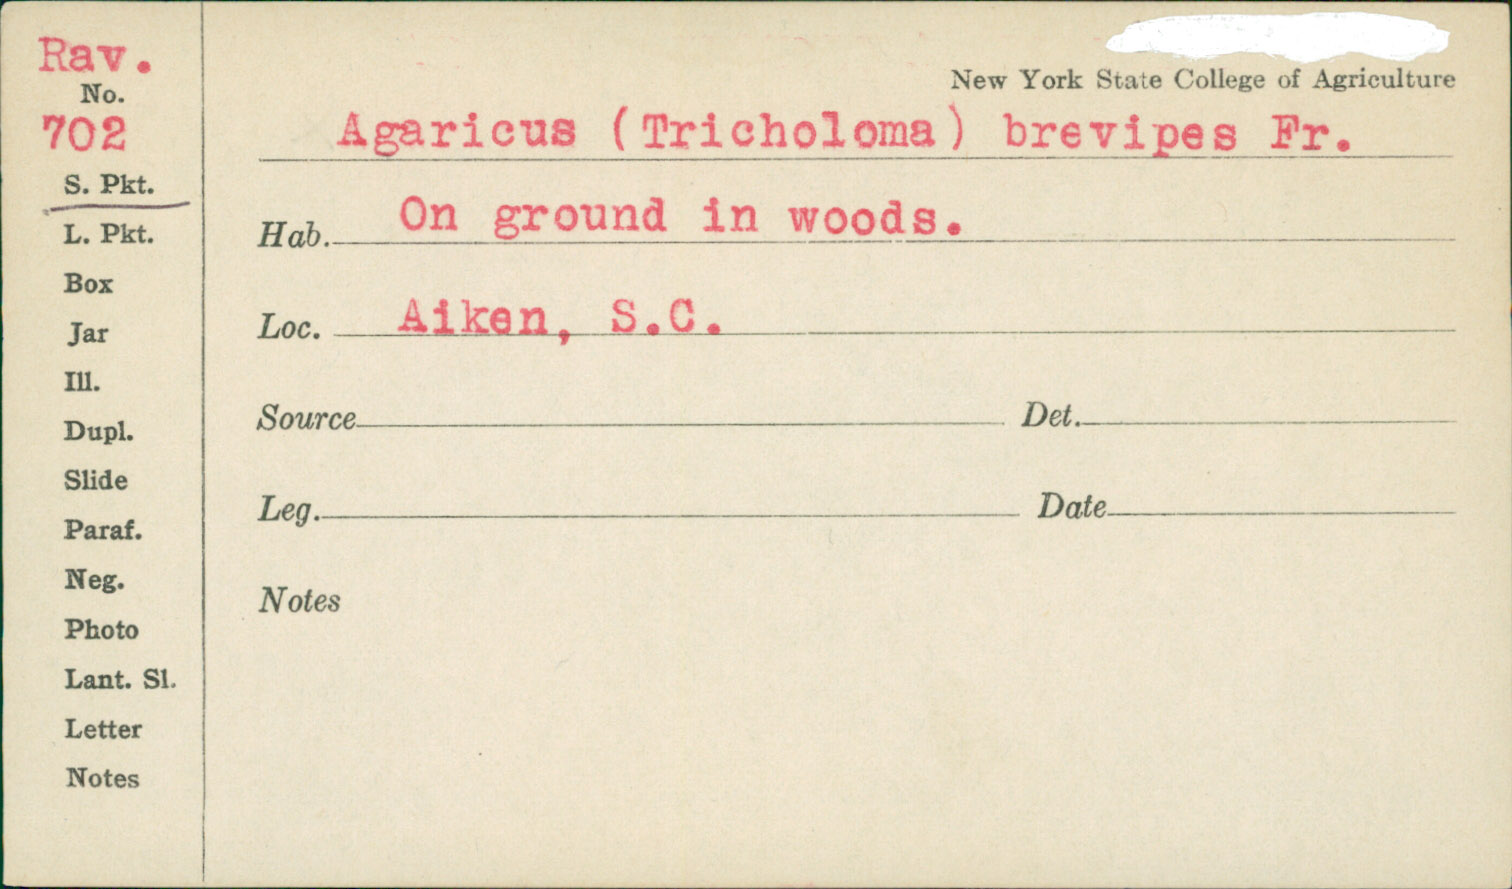 Rav.
No.
702
S. Pkt.
L. Pkt.
Box
Jar
Ill.
Dupl.
Slide
Paraf.
Neg.
Photo
Lant. Sl.
Letter
Notes
New York State College of Agriculture
Agaricus (Tricholoma) brevipes Fr.
Hab. On ground in woods.
Loc. Aiken, S.C.
Source Det.
Leg. Date
Notes